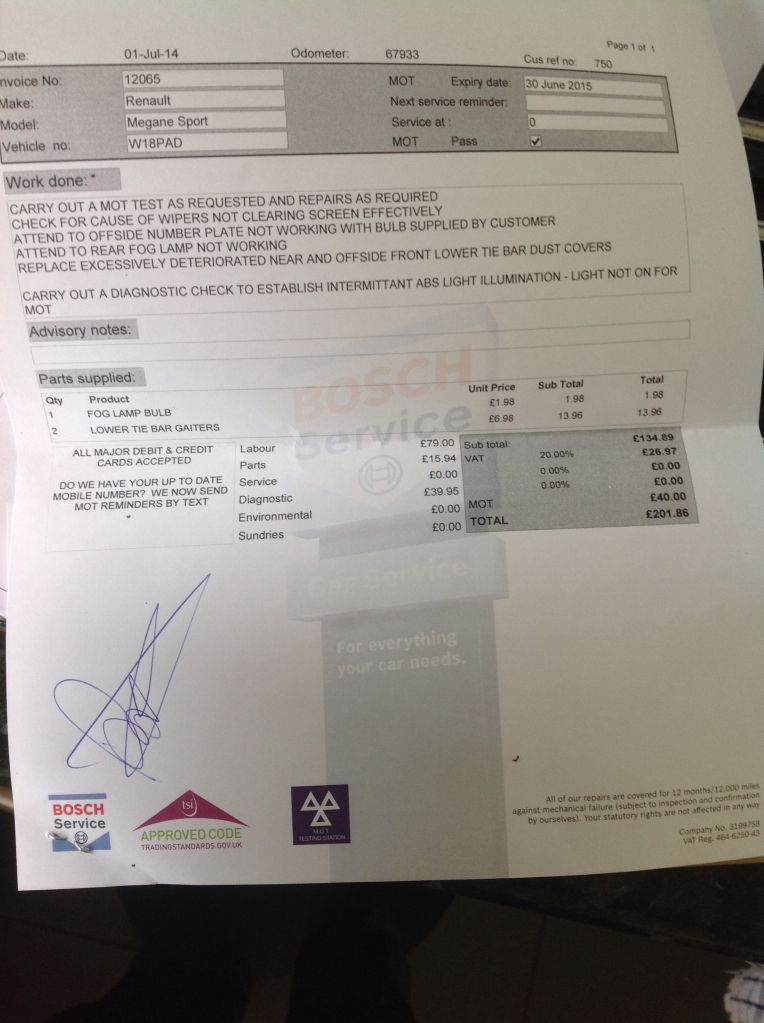 Page 1 of 1
Date: 01-Jul-14 Odometer: 67933 Cus ref no: 750
Invoice No: 12065 MOT Expiry date: 30 June 2015
Make: Renault Next service reminder:
Model: Megane Sport Service at : 0
Vehicle no: W18PAD MOT Pass
Work done: *
CARRY OUT A MOT TEST AS REQUESTED AND REPAIRS AS REQUIRED
CHECK FOR CAUSE OF WIPERS NOT CLEARING SCREEN EFFECTIVELY
ATTEND TO OFFSIDE NUMBER PLATE NOT WORKING WITH BULB SUPPLIED BY CUSTOMER
ATTEND TO REAR FOG LAMP NOT WORKING
REPLACE EXCESSIVELY DETERIORATED NEAR AND OFFSIDE FRONT LOWER TIE BAR DUST COVERS
CARRY OUT A DIAGNOSTIC CHECK TO ESTABLISH INTERMITTANT ABS LIGHT ILLUMINATION - LIGHT NOT ON FOR
MOT
Advisory notes:
Parts supplied:
Qty Product Unit Price Sub Total Total
1 FOG LAMP BULB £1.98 1.98 1.98
2 LOWER TIE BAR GAITERS £6.98 13.96 13.96
BOSCH
Service
ALL MAJOR DEBIT & CREDIT
CARDS ACCEPTED
DO WE HAVE YOUR UP TO DATE
MOBILE NUMBER? WE NOW SEND
MOT REMINDERS BY TEXT
Labour £79.00
Parts £15.94
Service £0.00
Diagnostic £39.95
Environmental £0.00
Sundries £0.00
Sub total: £134.89
VAT 20.00% £26.97
0.00% £0.00
0.00% £0.00
MOT £40.00
TOTAL £201.86
Car Service
For everything
your car needs.
BOSCH
Service
tsi
APPROVED CODE
TRADINGSTANDARDS.GOV.UK
MOT
TESTING STATION
All of our repairs are covered for 12 months/12,000 miles
against mechanical failure (subject to inspection and confirmation
by ourselves). Your statutory rights are not affected in any way
Company No. 3199758
VAT Reg. 464-6250-43